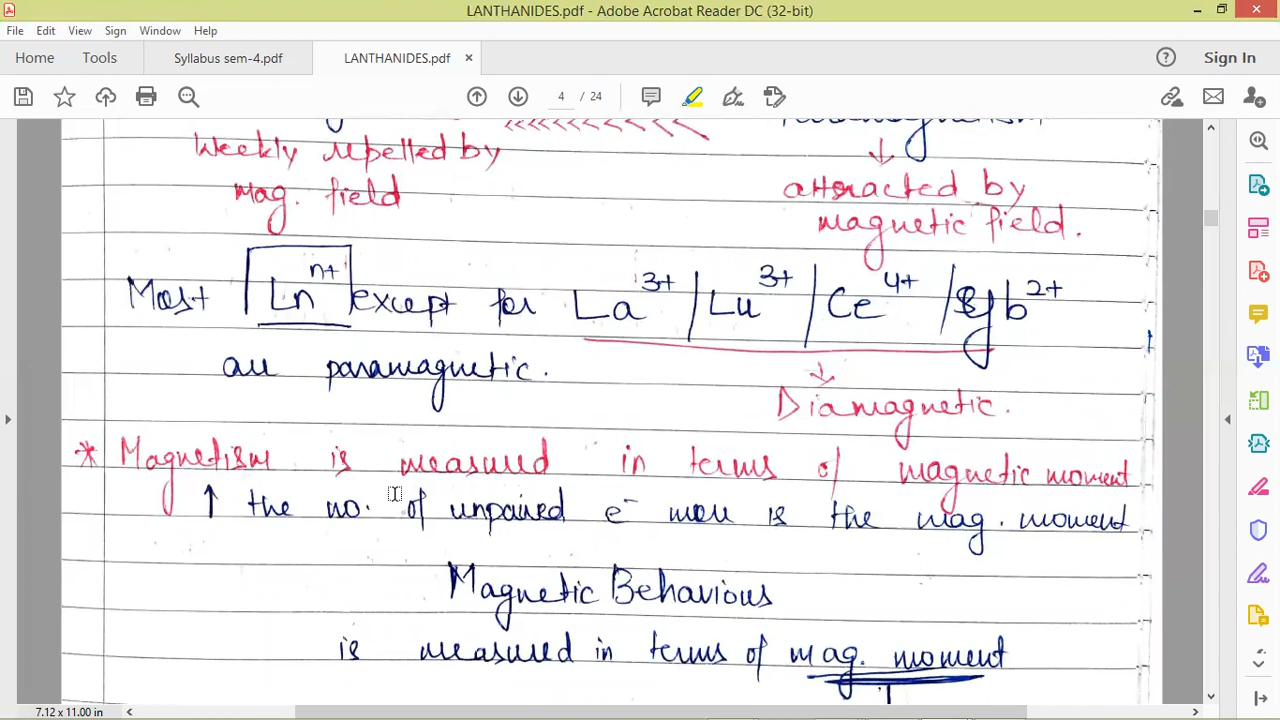 LANTHANIDES.pdf - Adobe Acrobat Reader DC (32-bit)
File Edit View Sign Window Help
Home Tools Syllabus sem-4.pdf LANTHANIDES.pdf × Sign In
4 / 24
Weekly repelled by
mag. field
attracted by
magnetic field.
Most Ln n+ except for La 3+ / Lu 3+ / Ce 4+ / yb 2+
are paramagnetic.
Diamagnetic.
* Magnetism is measured in terms of magnetic moment
↑ the no. of unpaired e⁻ more is the mag. moment
Magnetic Behaviour
is measured in terms of mag. moment
7.12 x 11.00 in